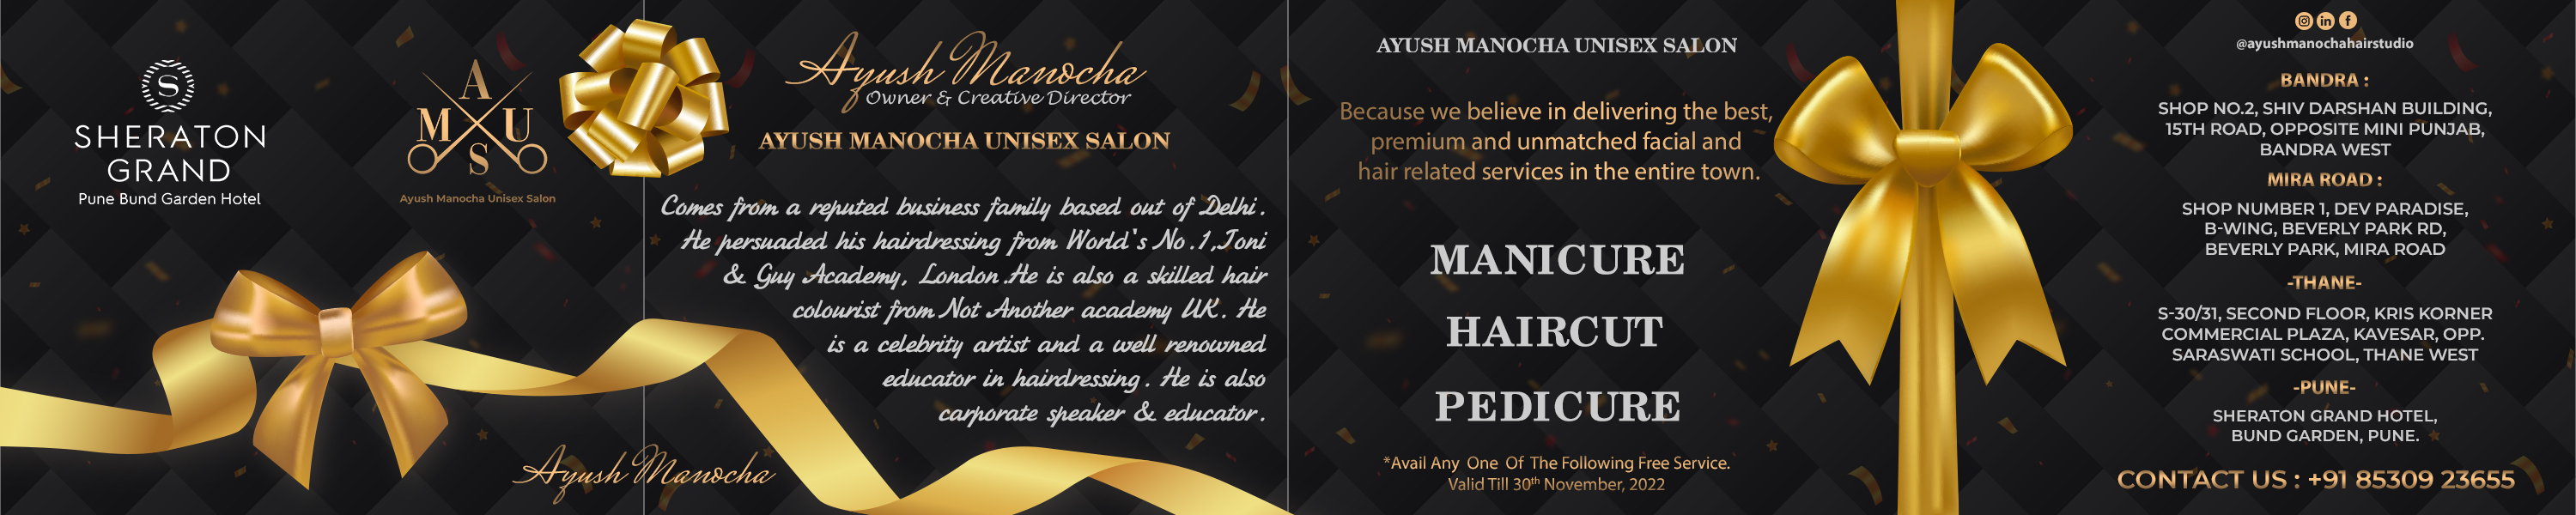 S
SHERATON
GRAND
Pune Bund Garden Hotel
A
M U
S
Ayush Manocha Unisex Salon
Ayush Manocha
Ayush Manocha
Owner & Creative Director
AYUSH MANOCHA UNISEX SALON
Comes from a reputed business family based out of Delhi.
He persuaded his hairdressing from World's No.1,Toni
& Guy Academy, London.He is also a skilled hair
colourist from Not Another academy UK. He
is a celebrity artist and a well renowned
educator in hairdressing. He is also
carporate speaker & educator.
AYUSH MANOCHA UNISEX SALON
Because we believe in delivering the best,
premium and unmatched facial and
hair related services in the entire town.
MANICURE
HAIRCUT
PEDICURE
*Avail Any One Of The Following Free Service.
Valid Till 30th November, 2022
@ayushmanochahairstudio
BANDRA :
SHOP NO.2, SHIV DARSHAN BUILDING,
15TH ROAD, OPPOSITE MINI PUNJAB,
BANDRA WEST
MIRA ROAD :
SHOP NUMBER 1, DEV PARADISE,
B-WING, BEVERLY PARK RD,
BEVERLY PARK, MIRA ROAD
-THANE-
S-30/31, SECOND FLOOR, KRIS KORNER
COMMERCIAL PLAZA, KAVESAR, OPP.
SARASWATI SCHOOL, THANE WEST
-PUNE-
SHERATON GRAND HOTEL,
BUND GARDEN, PUNE.
CONTACT US : +91 85309 23655